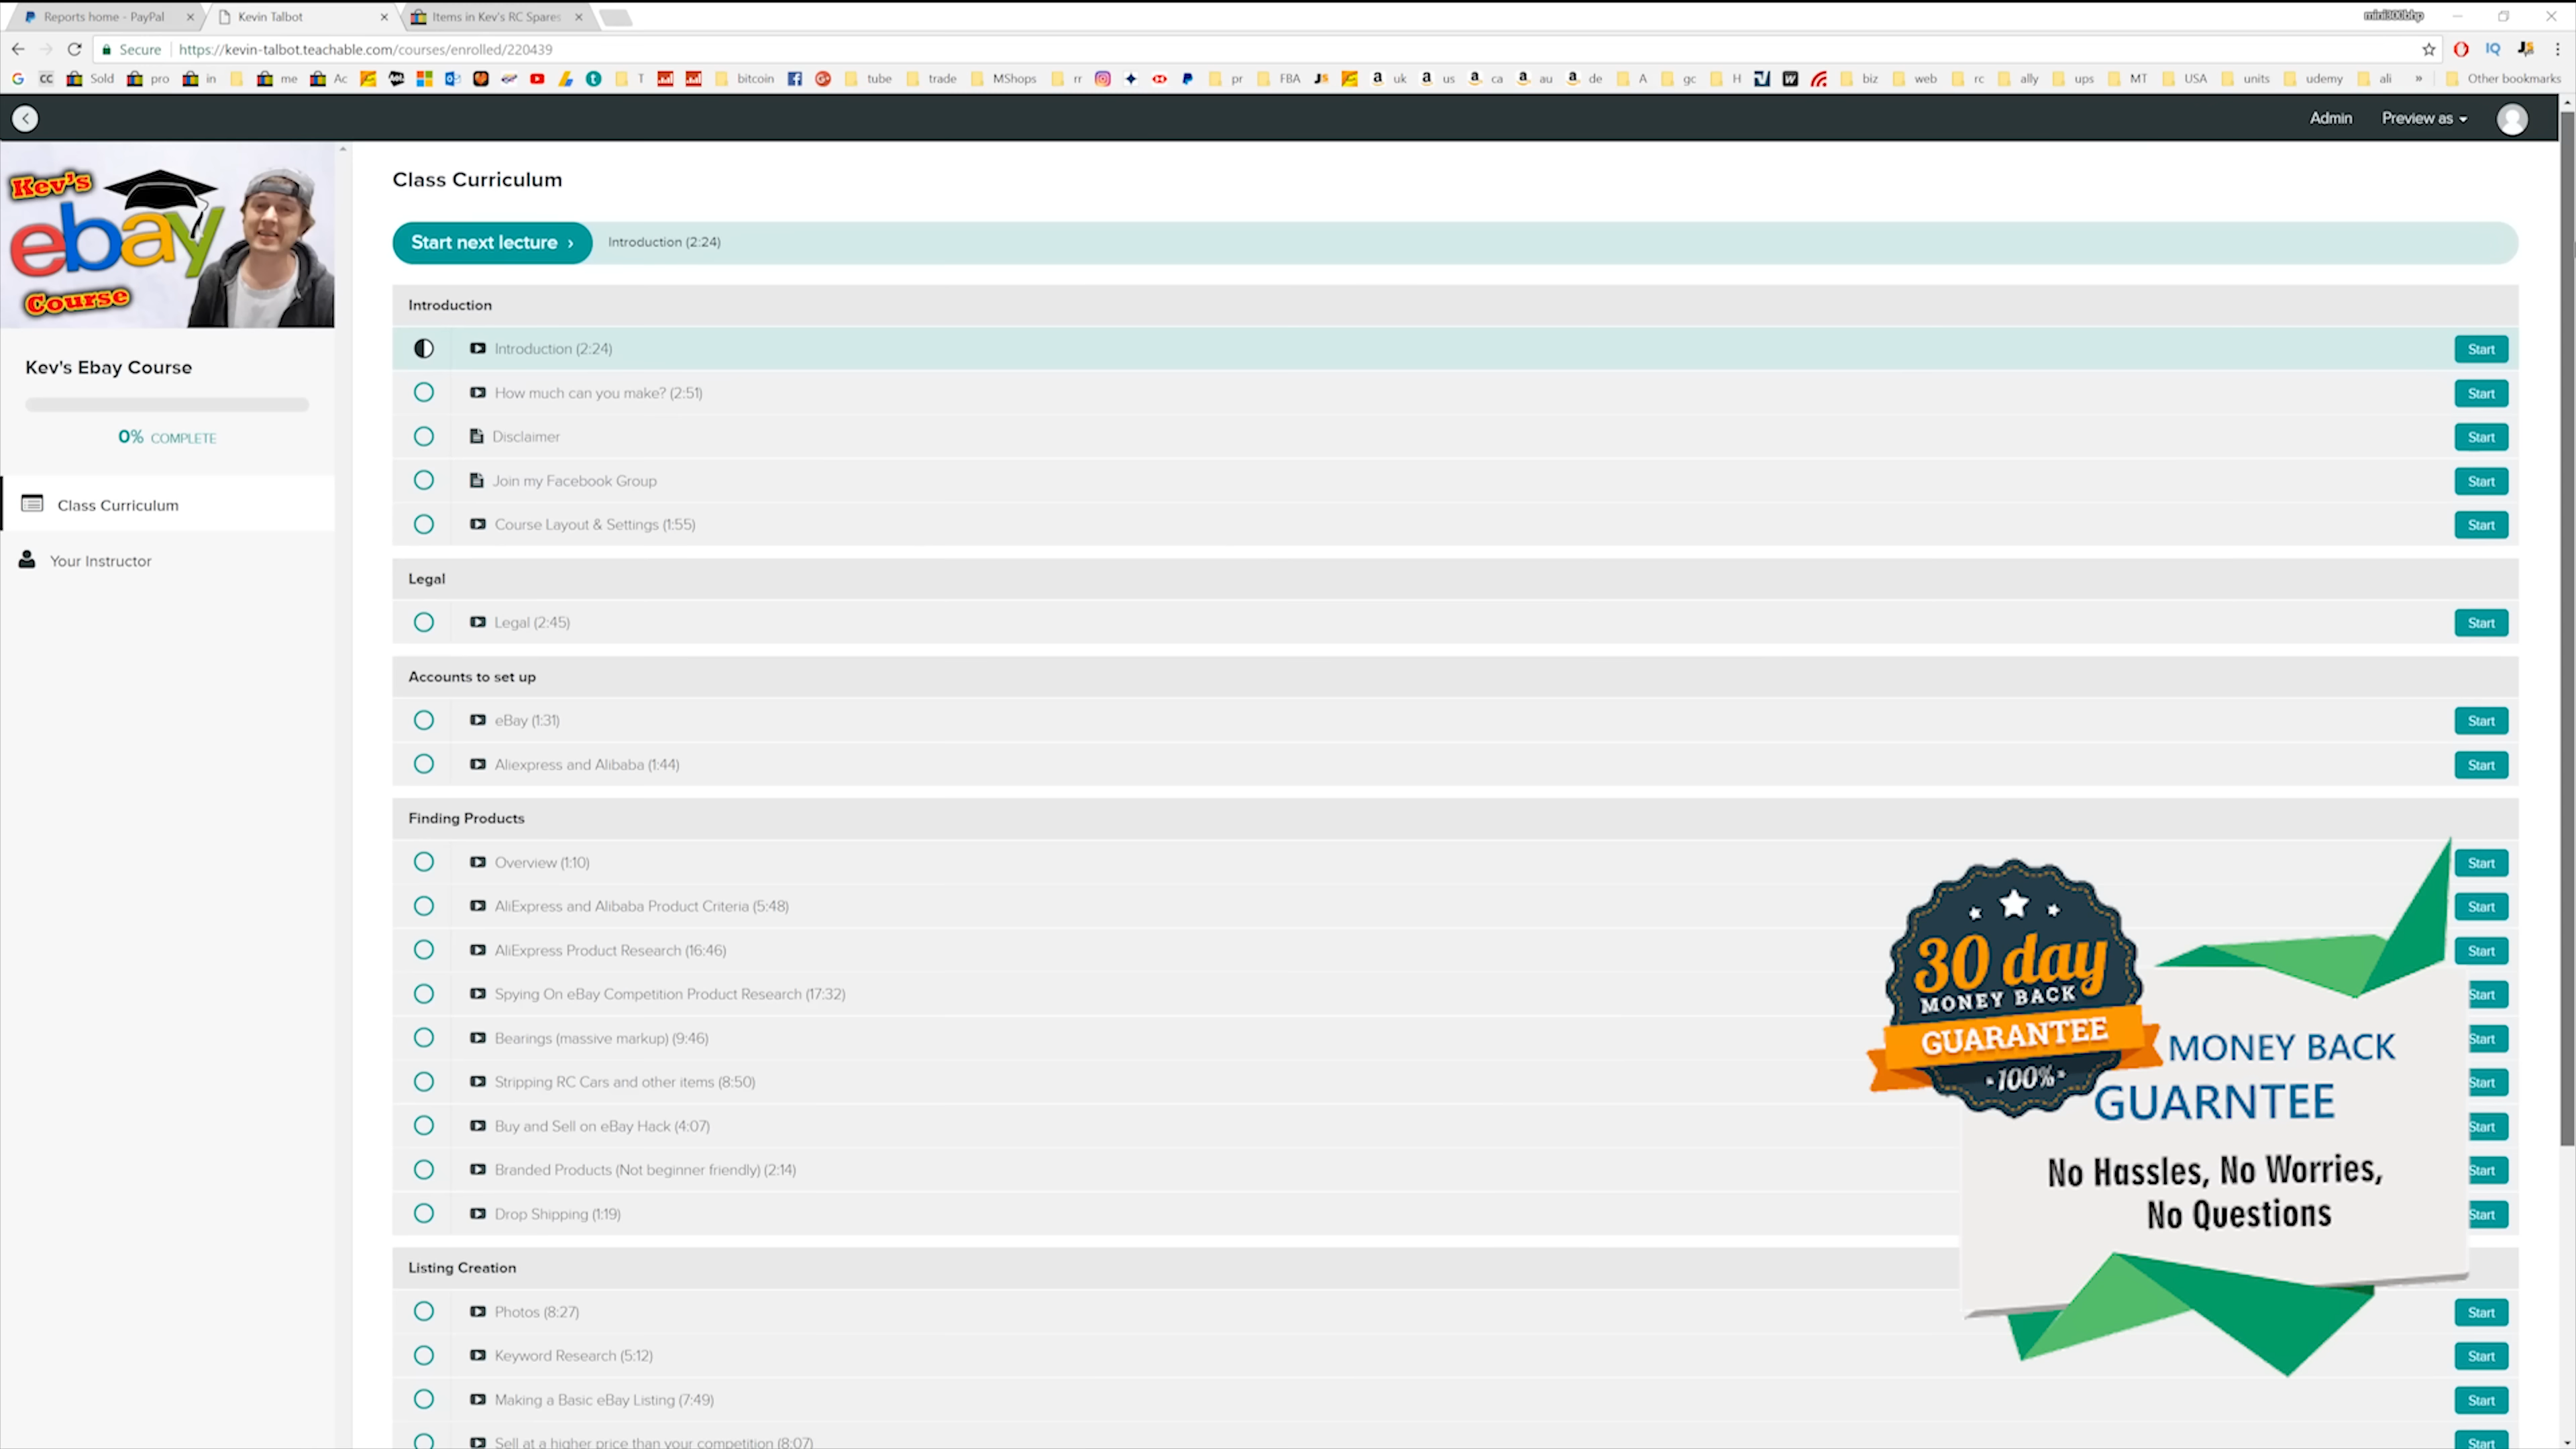 Reports home - PayPal
Kevin Talbot
Items in Kev's RC Spares
mini300bhp
Secure
https://kevin-talbot.teachable.com/courses/enrolled/220439
Sold pro in me Ac T bitcoin tube trade MShops rr pr FBA uk us ca au de A gc H biz web rc ally ups MT USA units udemy ali » Other bookmarks
Admin
Preview as
Kev's
ebay
Course
Kev's Ebay Course
0% COMPLETE
Class Curriculum
Your Instructor
Class Curriculum
Start next lecture ›
Introduction (2:24)
Introduction
Introduction (2:24) Start
How much can you make? (2:51) Start
Disclaimer Start
Join my Facebook Group Start
Course Layout & Settings (1:55) Start
Legal
Legal (2:45) Start
Accounts to set up
eBay (1:31) Start
Aliexpress and Alibaba (1:44) Start
Finding Products
Overview (1:10) Start
AliExpress and Alibaba Product Criteria (5:48) Start
AliExpress Product Research (16:46) Start
Spying On eBay Competition Product Research (17:32) Start
Bearings (massive markup) (9:46) Start
Stripping RC Cars and other items (8:50) Start
Buy and Sell on eBay Hack (4:07) Start
Branded Products (Not beginner friendly) (2:14) Start
Drop Shipping (1:19) Start
Listing Creation
Photos (8:27) Start
Keyword Research (5:12) Start
Making a Basic eBay Listing (7:49) Start
Sell at a higher price than your competition (8:07) Start
30 day
MONEY BACK
GUARANTEE
100%
MONEY BACK
GUARNTEE
No Hassles, No Worries,
No Questions